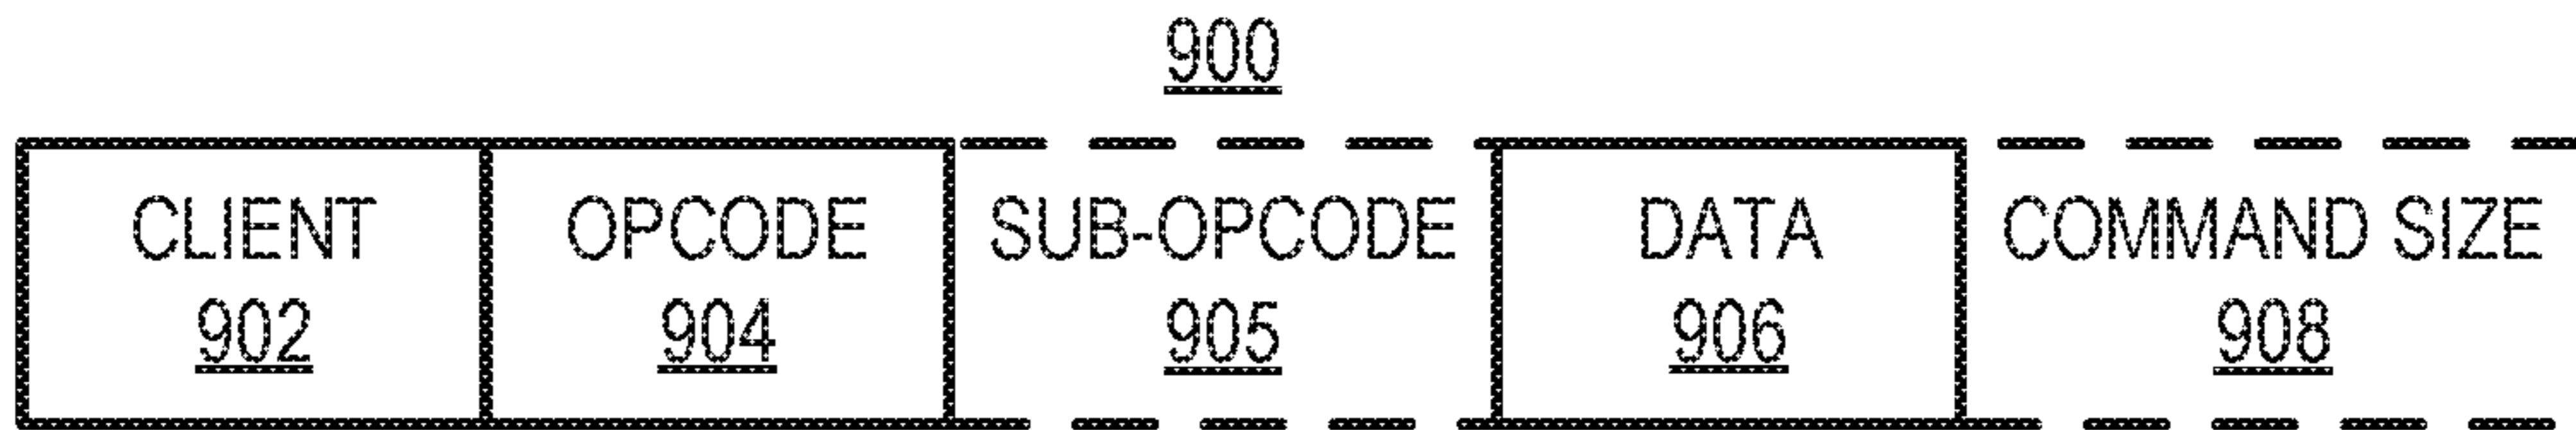 900
CLIENT OPCODE SUB-OPCODE DATA COMMAND SIZE
902 904 905 906 908